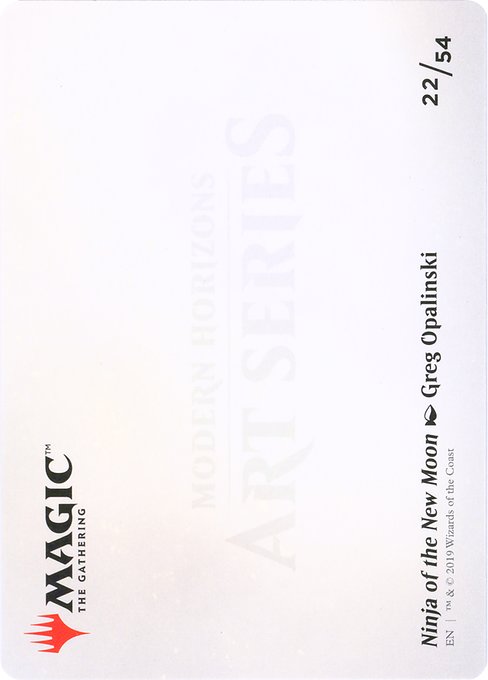 22/54
MODERN HORIZONS
ART SERIES
MAGIC™
THE GATHERING
Ninja of the New Moon Greg Opalinski
EN | ™ & © 2019 Wizards of the Coast